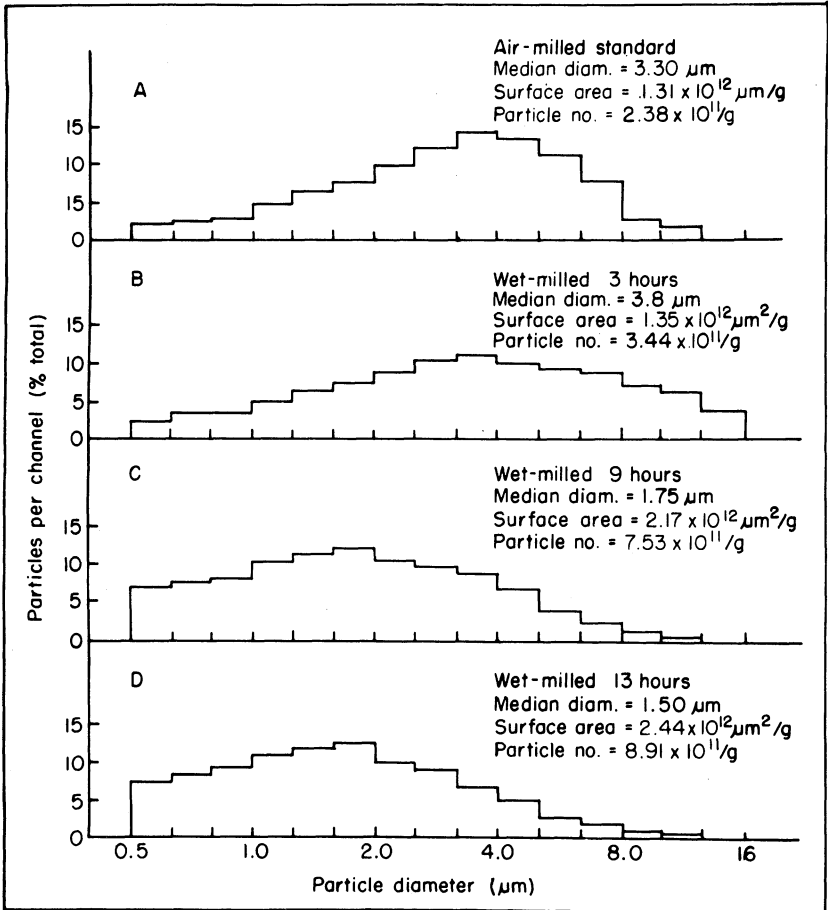 Air-milled standard
Median diam. = 3.30 µm
Surface area = .1.31 x 10¹² µm/g
Particle no. = 2.38 x 10¹¹/g
A
15
10
15
0
B
Wet-milled 3 hours
Median diam. = 3.8 µm
Surface area = 1.35 x 10¹² µm²/g
Particle no. = 3.44 x 10¹¹/g
15
10
5
0
C
Wet-milled 9 hours
Median diam. = 1.75 µm
Surface area = 2.17 x 10¹² µm²/g
Particle no. = 7.53 x 10¹¹/g
15
10
5
0
D
Wet-milled 13 hours
Median diam. = 1.50 µm
Surface area = 2.44 x 10¹² µm²/g
Particle no. = 8.91 x 10¹¹/g
15
10
5
0
0.5 1.0 2.0 4.0 8.0 16
Particle diameter (µm)
Particles per channel (% total)